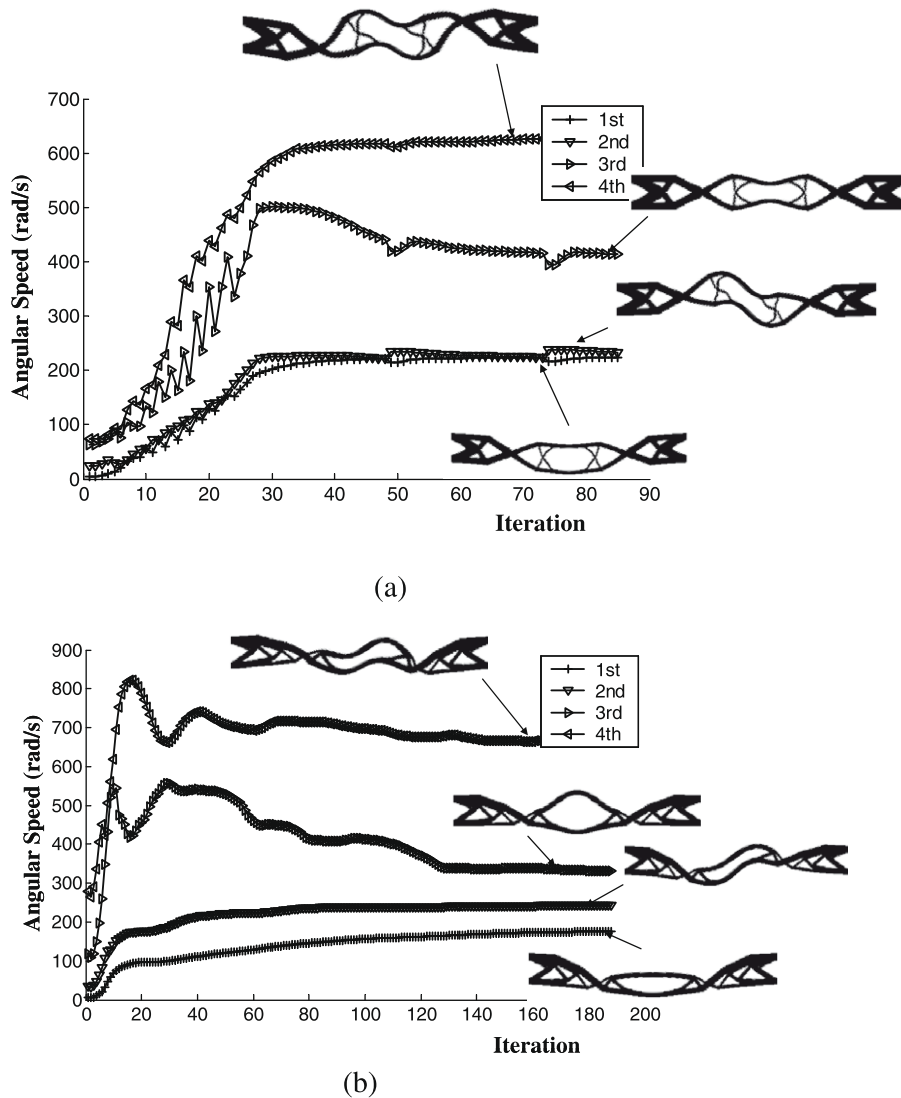 700
600
500
400
300
200
100
0
Angular Speed (rad/s)
1st
2nd
3rd
4th
0 10 20 30 40 50 60 70 80 90
Iteration
(a)
900
800
700
600
500
400
300
200
100
0
Angular Speed (rad/s)
1st
2nd
3rd
4th
0 20 40 60 80 100 120 140 160 180 200
Iteration
(b)